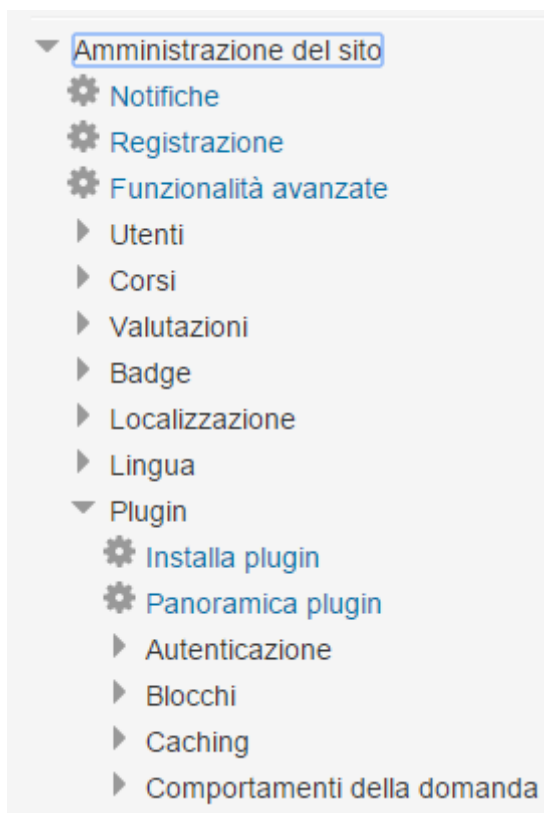 Amministrazione del sito
Notifiche
Registrazione
Funzionalità avanzate
Utenti
Corsi
Valutazioni
Badge
Localizzazione
Lingua
Plugin
Installa plugin
Panoramica plugin
Autenticazione
Blocchi
Caching
Comportamenti della domanda